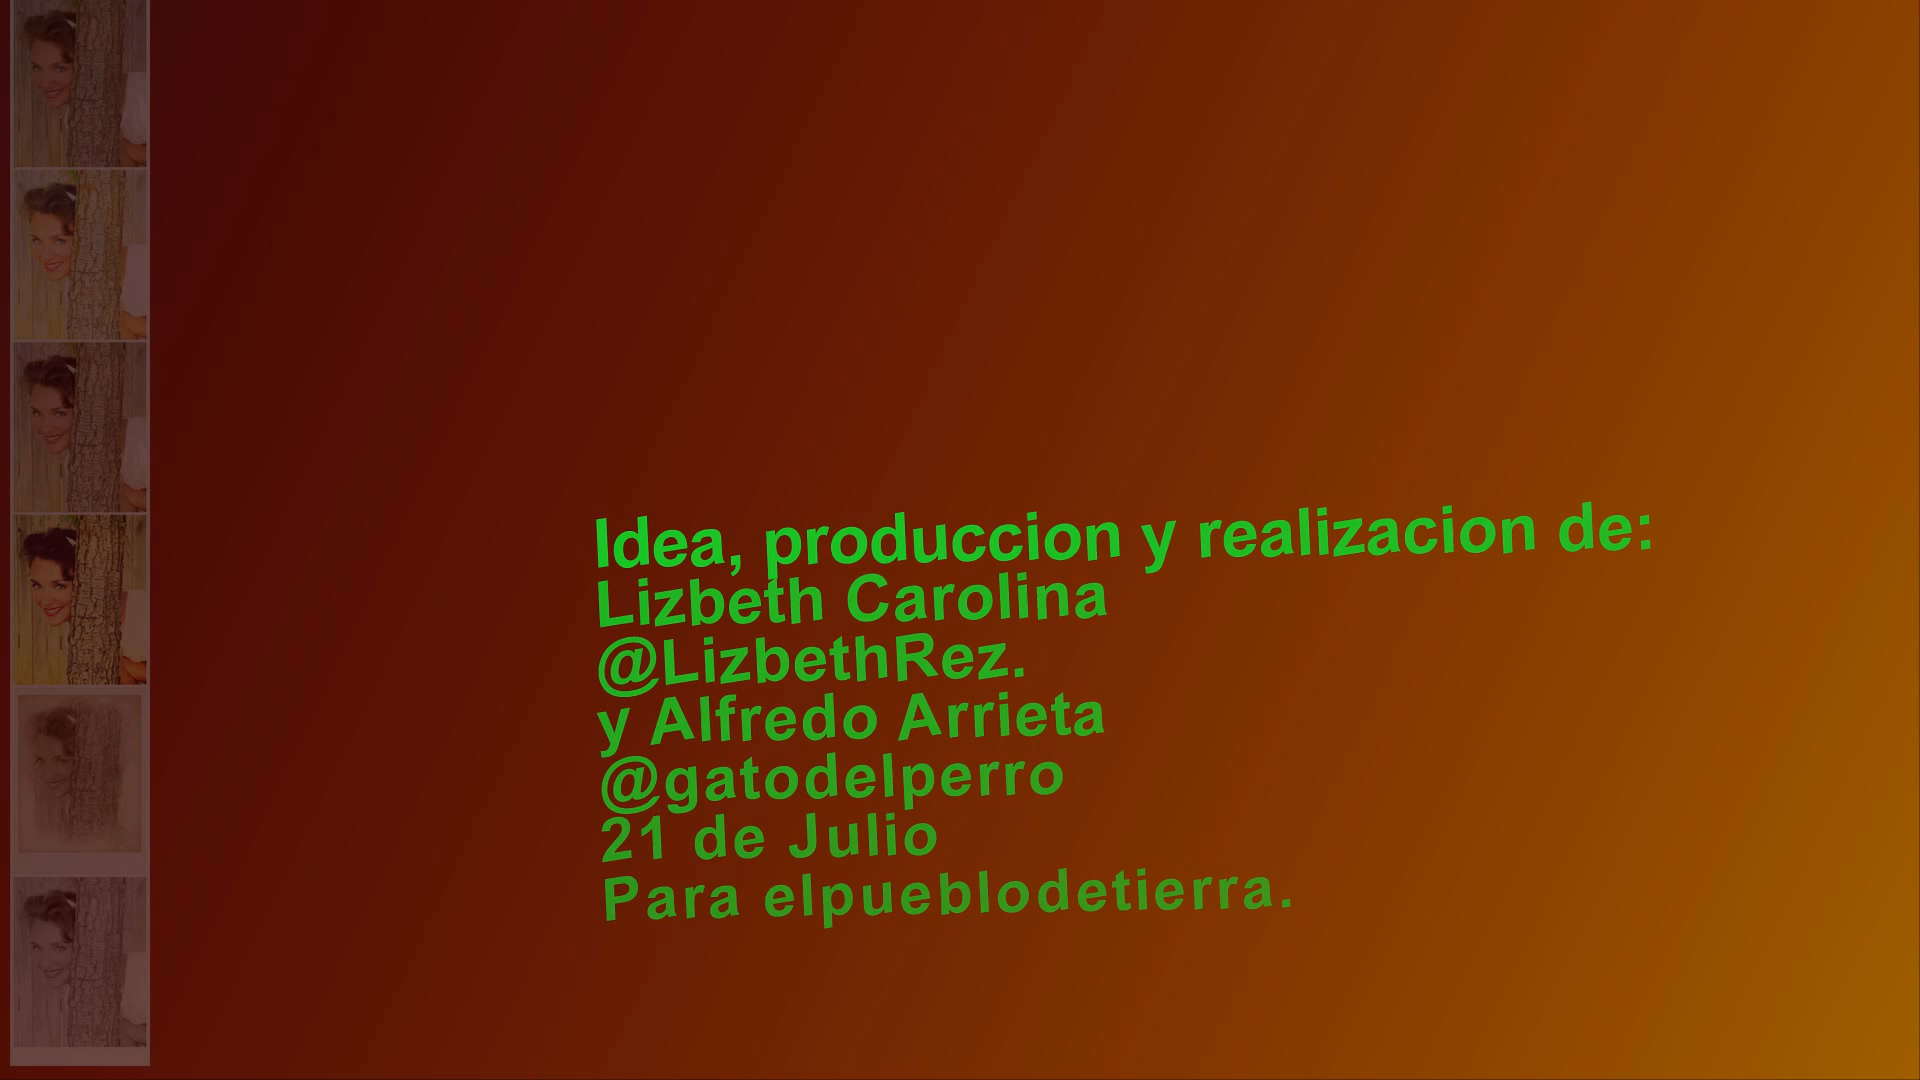 Idea, produccion y realizacion de:
Lizbeth Carolina
@LizbethRez.
y Alfredo Arrieta
@gatodelperro
21 de Julio
Para elpueblodetierra.